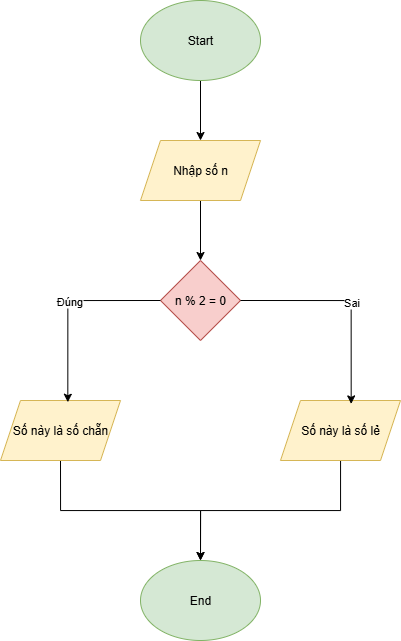 Start
Nhập số n
n % 2 = 0
Đúng
Sai
Số này là số chẵn
Số này là số lẻ
End